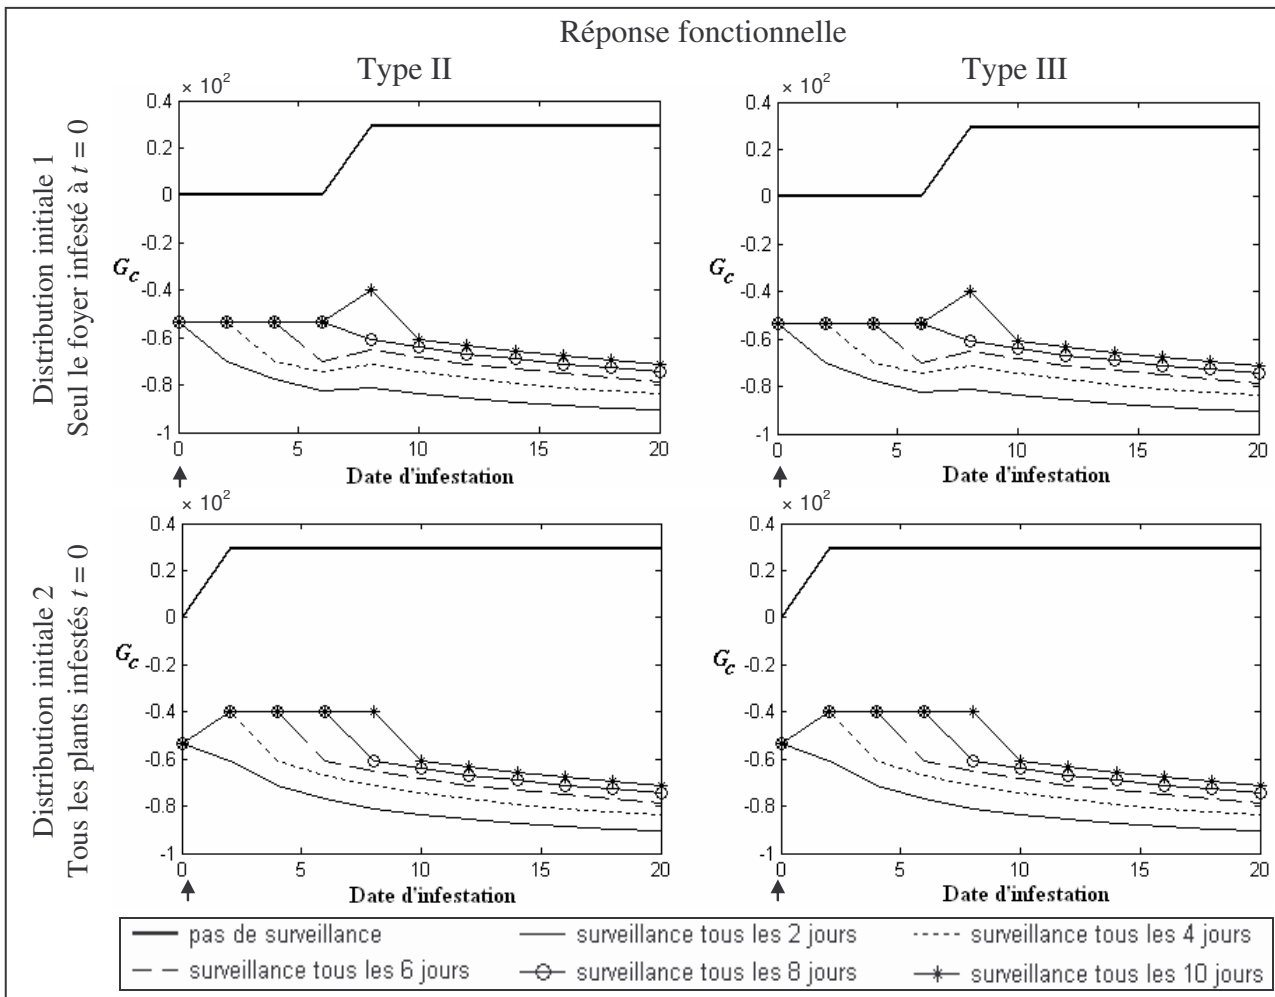 Réponse fonctionnelle
Type II
Type III
Distribution initiale 1
Seul le foyer infesté à t = 0
× 10²
0.4
0.2
0
-0.2
-0.4
-0.6
-0.8
-1
G_c
0 5 10 15 20
Date d'infestation
× 10²
0.4
0.2
0
-0.2
-0.4
-0.6
-0.8
-1
G_c
0 5 10 15 20
Date d'infestation
Distribution initiale 2
Tous les plants infestés t = 0
× 10²
0.4
0.2
0
-0.2
-0.4
-0.6
-0.8
-1
G_c
0 5 10 15 20
Date d'infestation
× 10²
0.4
0.2
0
-0.2
-0.4
-0.6
-0.8
-1
G_c
0 5 10 15 20
Date d'infestation
pas de surveillance
surveillance tous les 2 jours
surveillance tous les 4 jours
surveillance tous les 6 jours
surveillance tous les 8 jours
surveillance tous les 10 jours